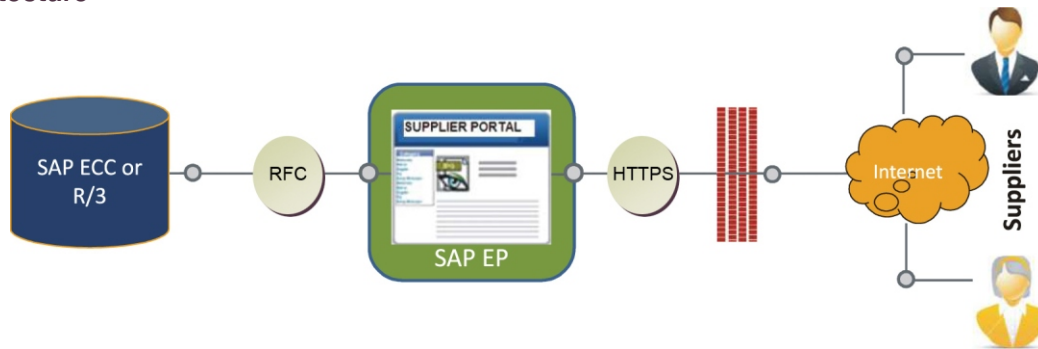 SAP ECC or
R/3
RFC
SUPPLIER PORTAL
SAP EP
HTTPS
Internet
Suppliers